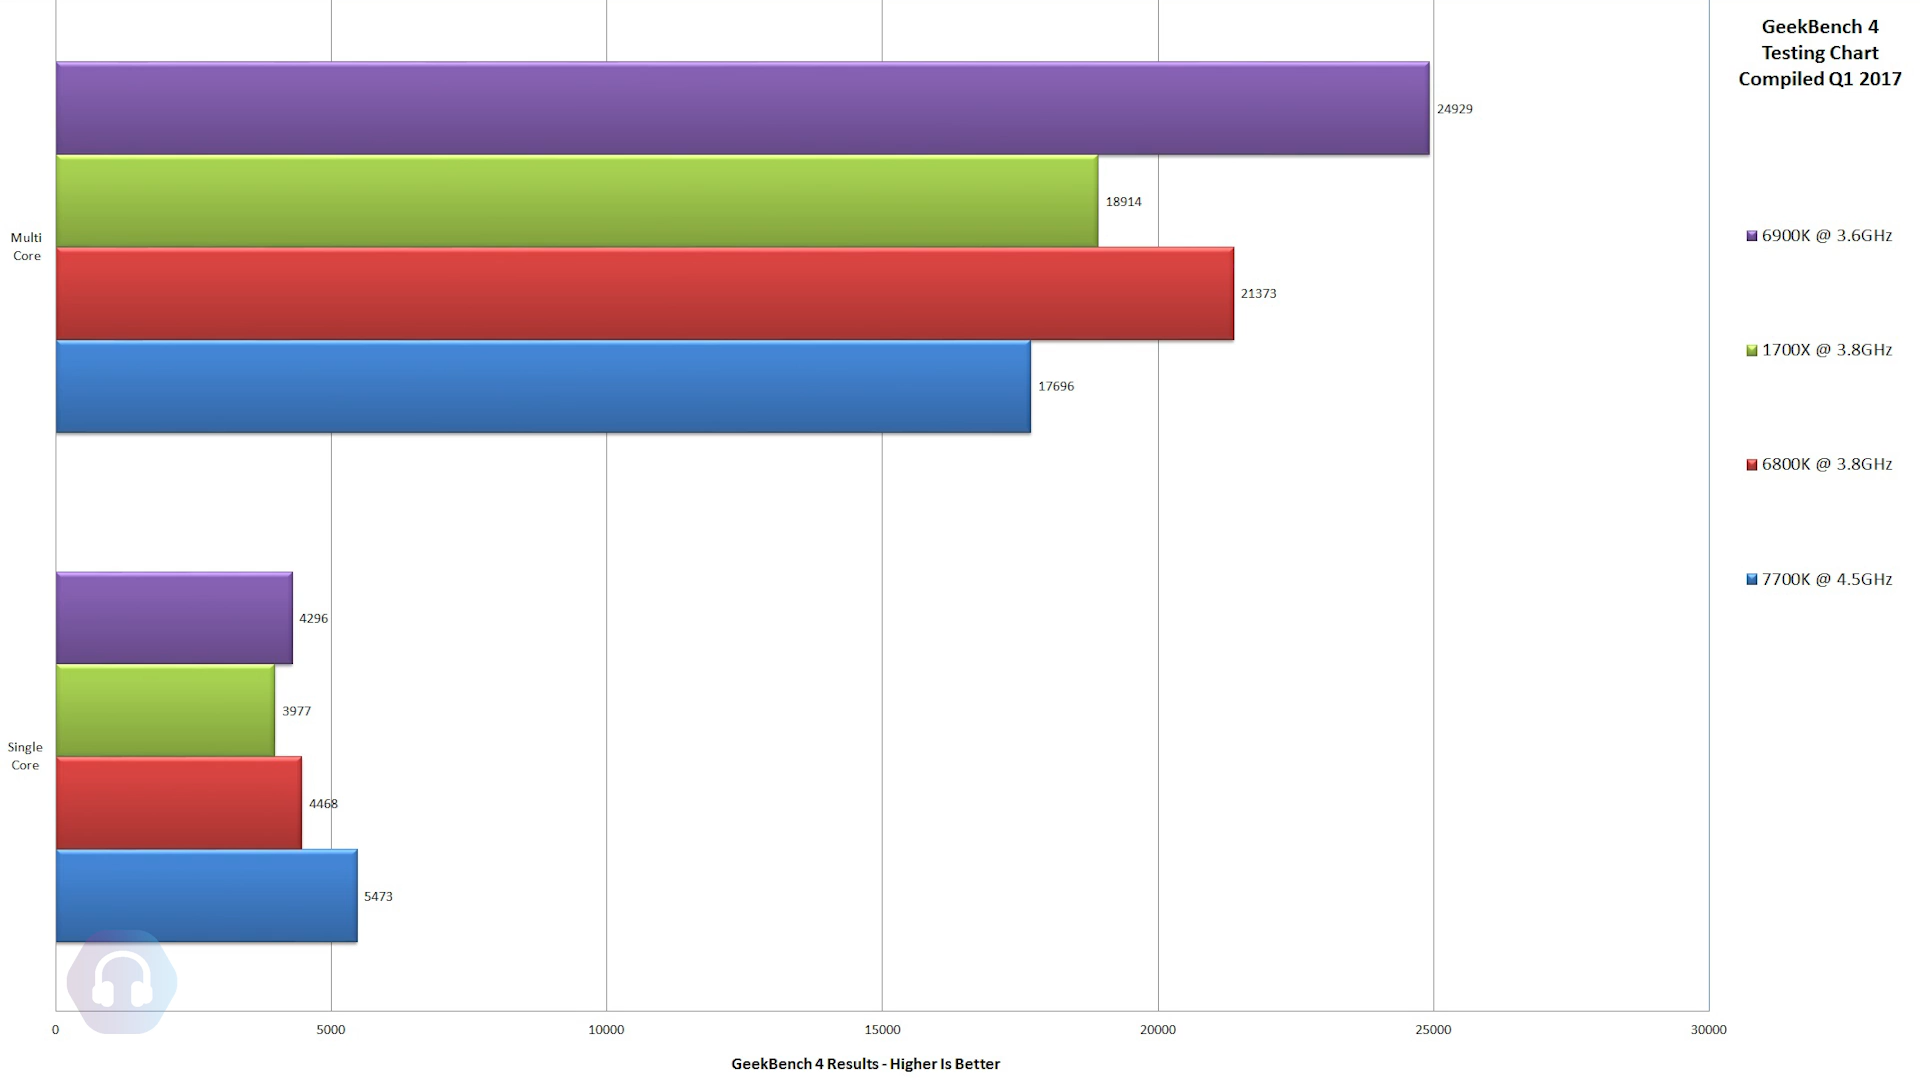 GeekBench 4
Testing Chart
Compiled Q1 2017
24929
18914
Multi
Core
21373
17696
6900K @ 3.6GHz
1700X @ 3.8GHz
6800K @ 3.8GHz
7700K @ 4.5GHz
4296
3977
Single
Core
4468
5473
0 5000 10000 15000 20000 25000 30000
GeekBench 4 Results - Higher Is Better